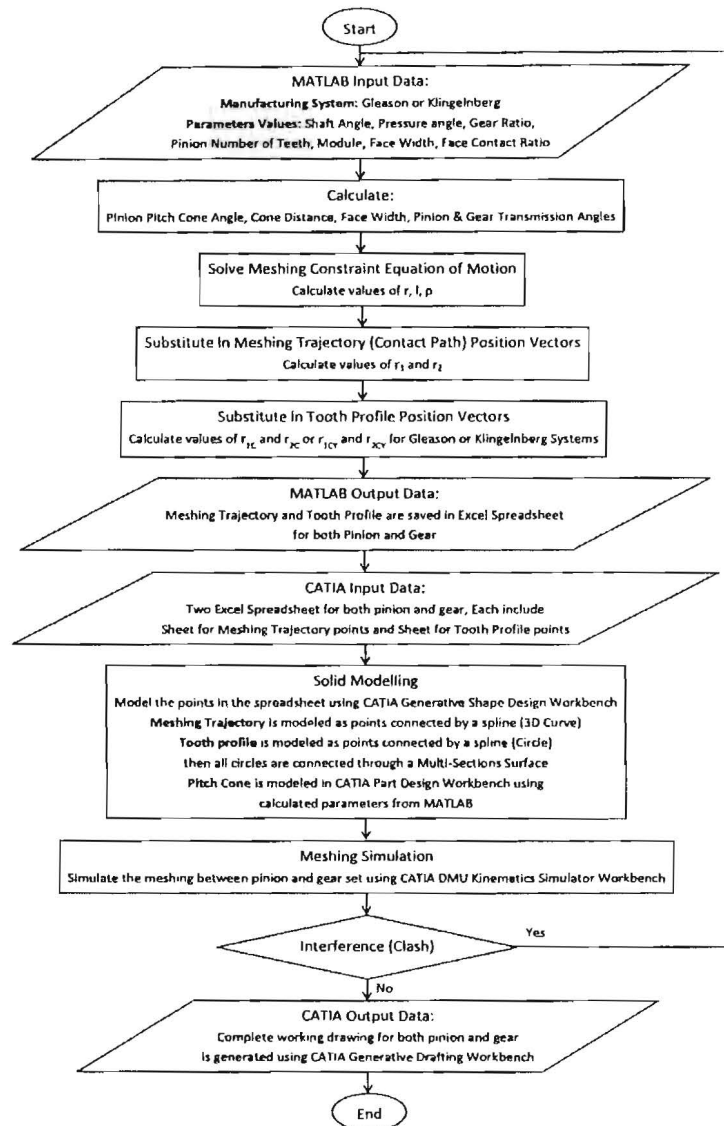 Start
MATLAB Input Data:
Manufacturing System: Gleason or Klingelnberg
Parameters Values: Shaft Angle, Pressure angle, Gear Ratio,
Pinion Number of Teeth, Module, Face Width, Face Contact Ratio
Calculate:
Pinion Pitch Cone Angle, Cone Distance, Face Width, Pinion & Gear Transmission Angles
Solve Meshing Constraint Equation of Motion
Calculate values of r, l, p
Substitute in Meshing Trajectory (Contact Path) Position Vectors
Calculate values of r₁ and r₂
Substitute in Tooth Profile Position Vectors
Calculate values of r₁C and r₂C or r₁CY and r₂CY for Gleason or Klingelnberg Systems
MATLAB Output Data:
Meshing Trajectory and Tooth Profile are saved in Excel Spreadsheet
for both Pinion and Gear
CATIA Input Data:
Two Excel Spreadsheet for both pinion and gear, Each include
Sheet for Meshing Trajectory points and Sheet for Tooth Profile points
Solid Modelling
Model the points in the spreadsheet using CATIA Generative Shape Design Workbench
Meshing Trajectory is modeled as points connected by a spline (3D Curve)
Tooth profile is modeled as points connected by a spline (Circle)
then all circles are connected through a Multi-Sections Surface
Pitch Cone is modeled in CATIA Part Design Workbench using
calculated parameters from MATLAB
Meshing Simulation
Simulate the meshing between pinion and gear set using CATIA DMU Kinematics Simulator Workbench
Interference (Clash)
Yes
No
CATIA Output Data:
Complete working drawing for both pinion and gear
is generated using CATIA Generative Drafting Workbench
End